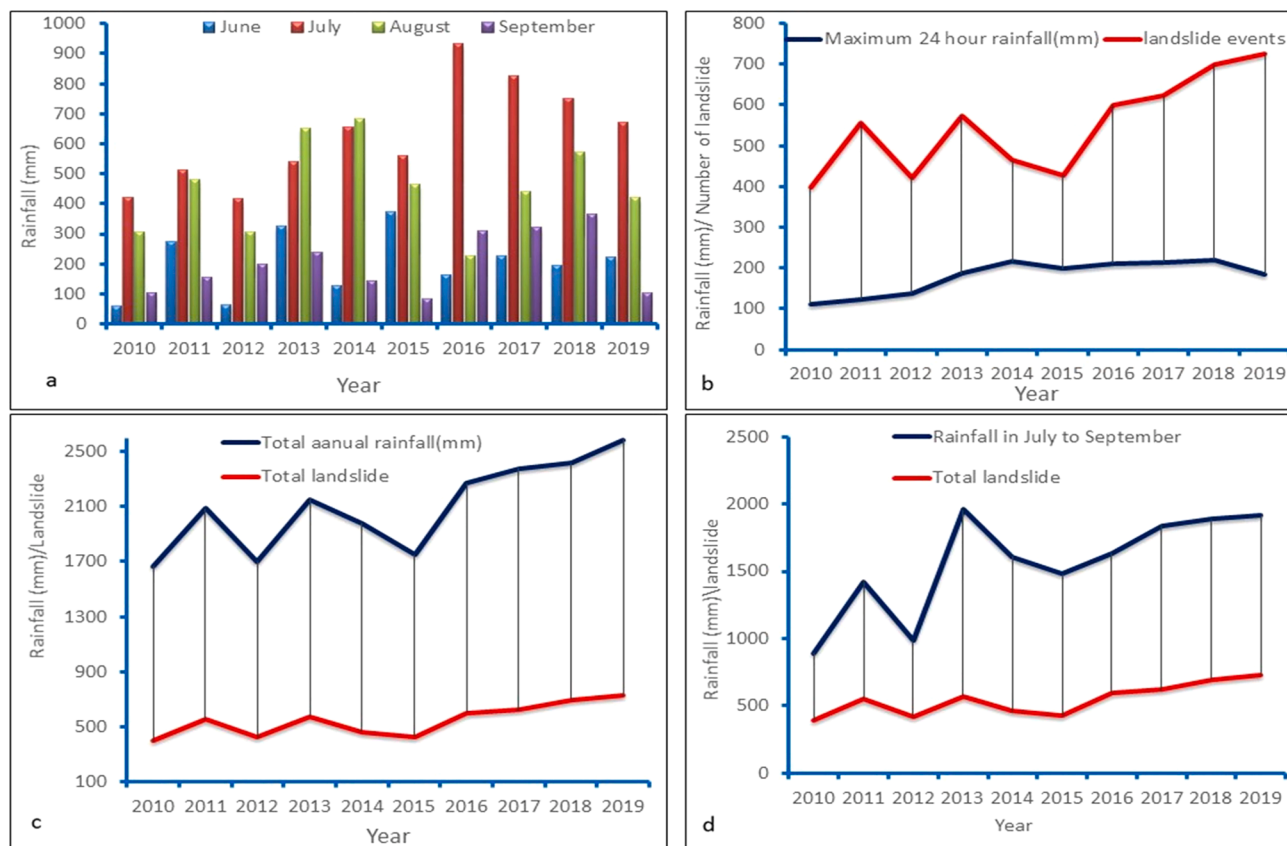 June July August September
1000
900
800
700
600
500
400
300
200
100
0
Rainfall (mm)
2010 2011 2012 2013 2014 2015 2016 2017 2018 2019
Year
a
Maximum 24 hour rainfall(mm) landslide events
800
700
600
500
400
300
200
100
0
Rainfall (mm)/ Number of landslide
2010 2011 2012 2013 2014 2015 2016 2017 2018 2019
Year
b
Total aanual rainfall(mm)
Total landslide
2500
2100
1700
1300
900
500
100
Rainfall (mm)/Landslide
2010 2011 2012 2013 2014 2015 2016 2017 2018 2019
Year
c
Rainfall in July to September
Total landslide
2500
2000
1500
1000
500
0
Rainfall (mm)\landslide
2010 2011 2012 2013 2014 2015 2016 2017 2018 2019
Year
d